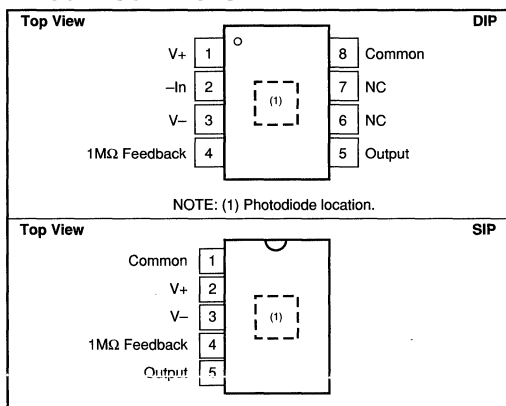 Top View DIP
V+ 1 8 Common
–In 2 7 NC
(1)
V– 3 6 NC
1MΩ Feedback 4 5 Output
NOTE: (1) Photodiode location.
Top View SIP
Common 1
V+ 2
V– 3 (1)
1MΩ Feedback 4
Output 5